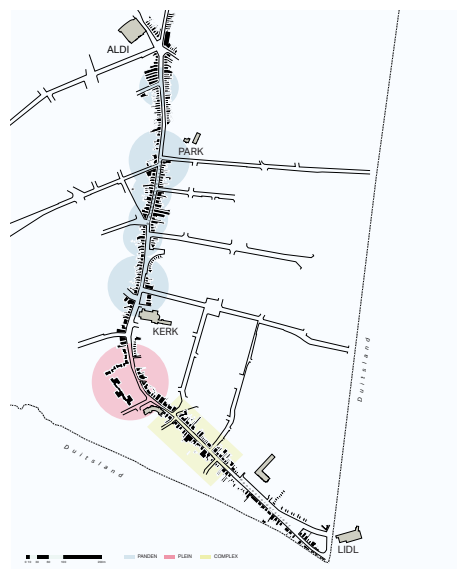 ALDI
PARK
KERK
Duitsland
Duitsland
LIDL
PANDEN PLEIN COMPLEX